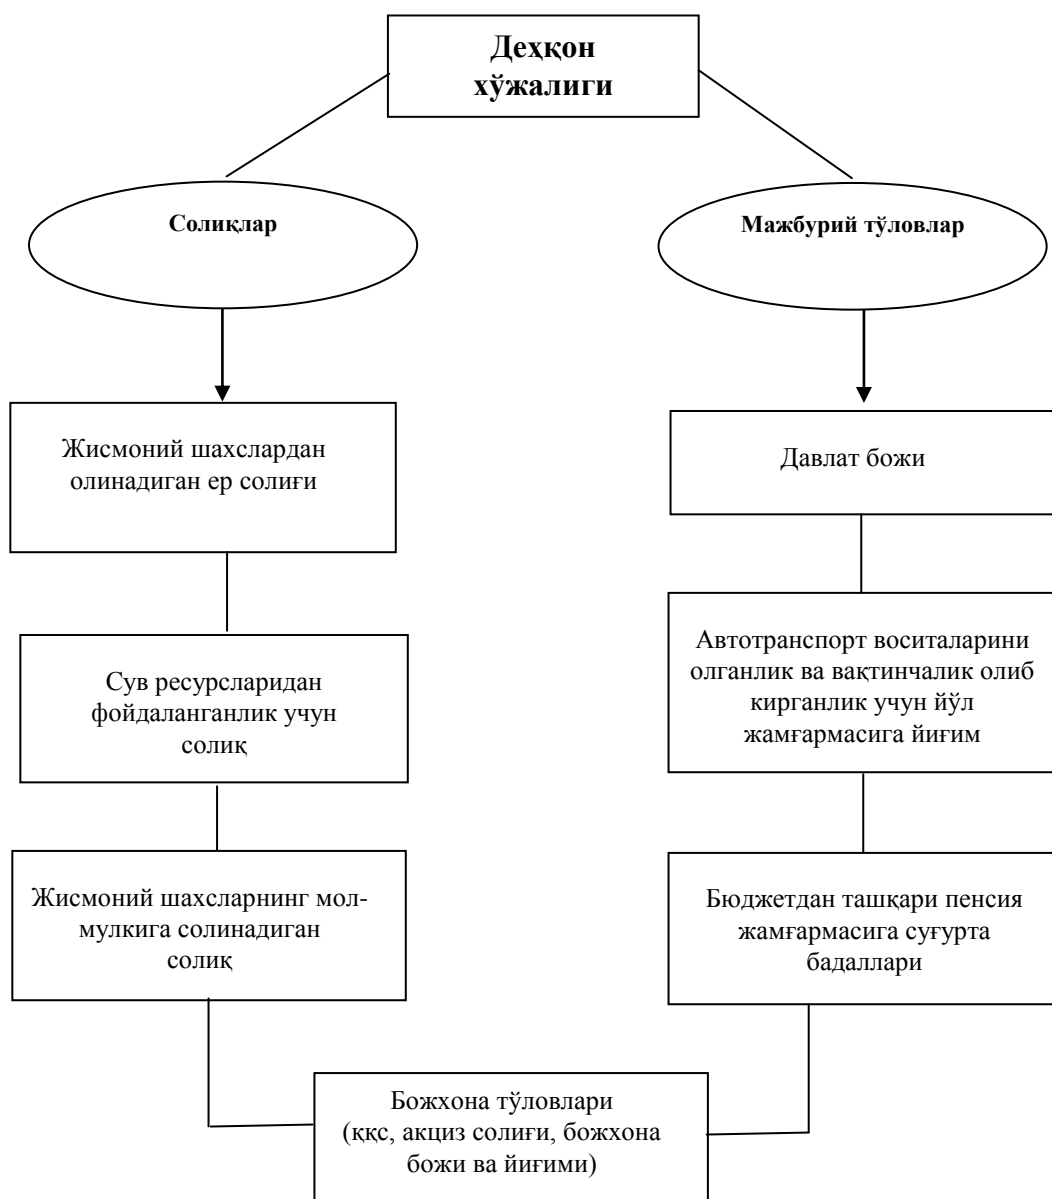 Деҳқон
хўжалиги
Солиқлар
Мажбурий тўловлар
Жисмоний шахслардан
олинадиган ер солиғи
Давлат божи
Сув ресурсларидан
фойдаланганлик учун
солиқ
Автотранспорт воситаларини
олганлик ва вақтинчалик олиб
кирганлик учун йўл
жамғармасига йиғим
Жисмоний шахсларнинг мол-
мулкига солинадиган
солиқ
Бюджетдан ташқари пенсия
жамғармасига суғурта
бадаллари
Божхона тўловлари
(ққс, акциз солиғи, божхона
божи ва йиғими)